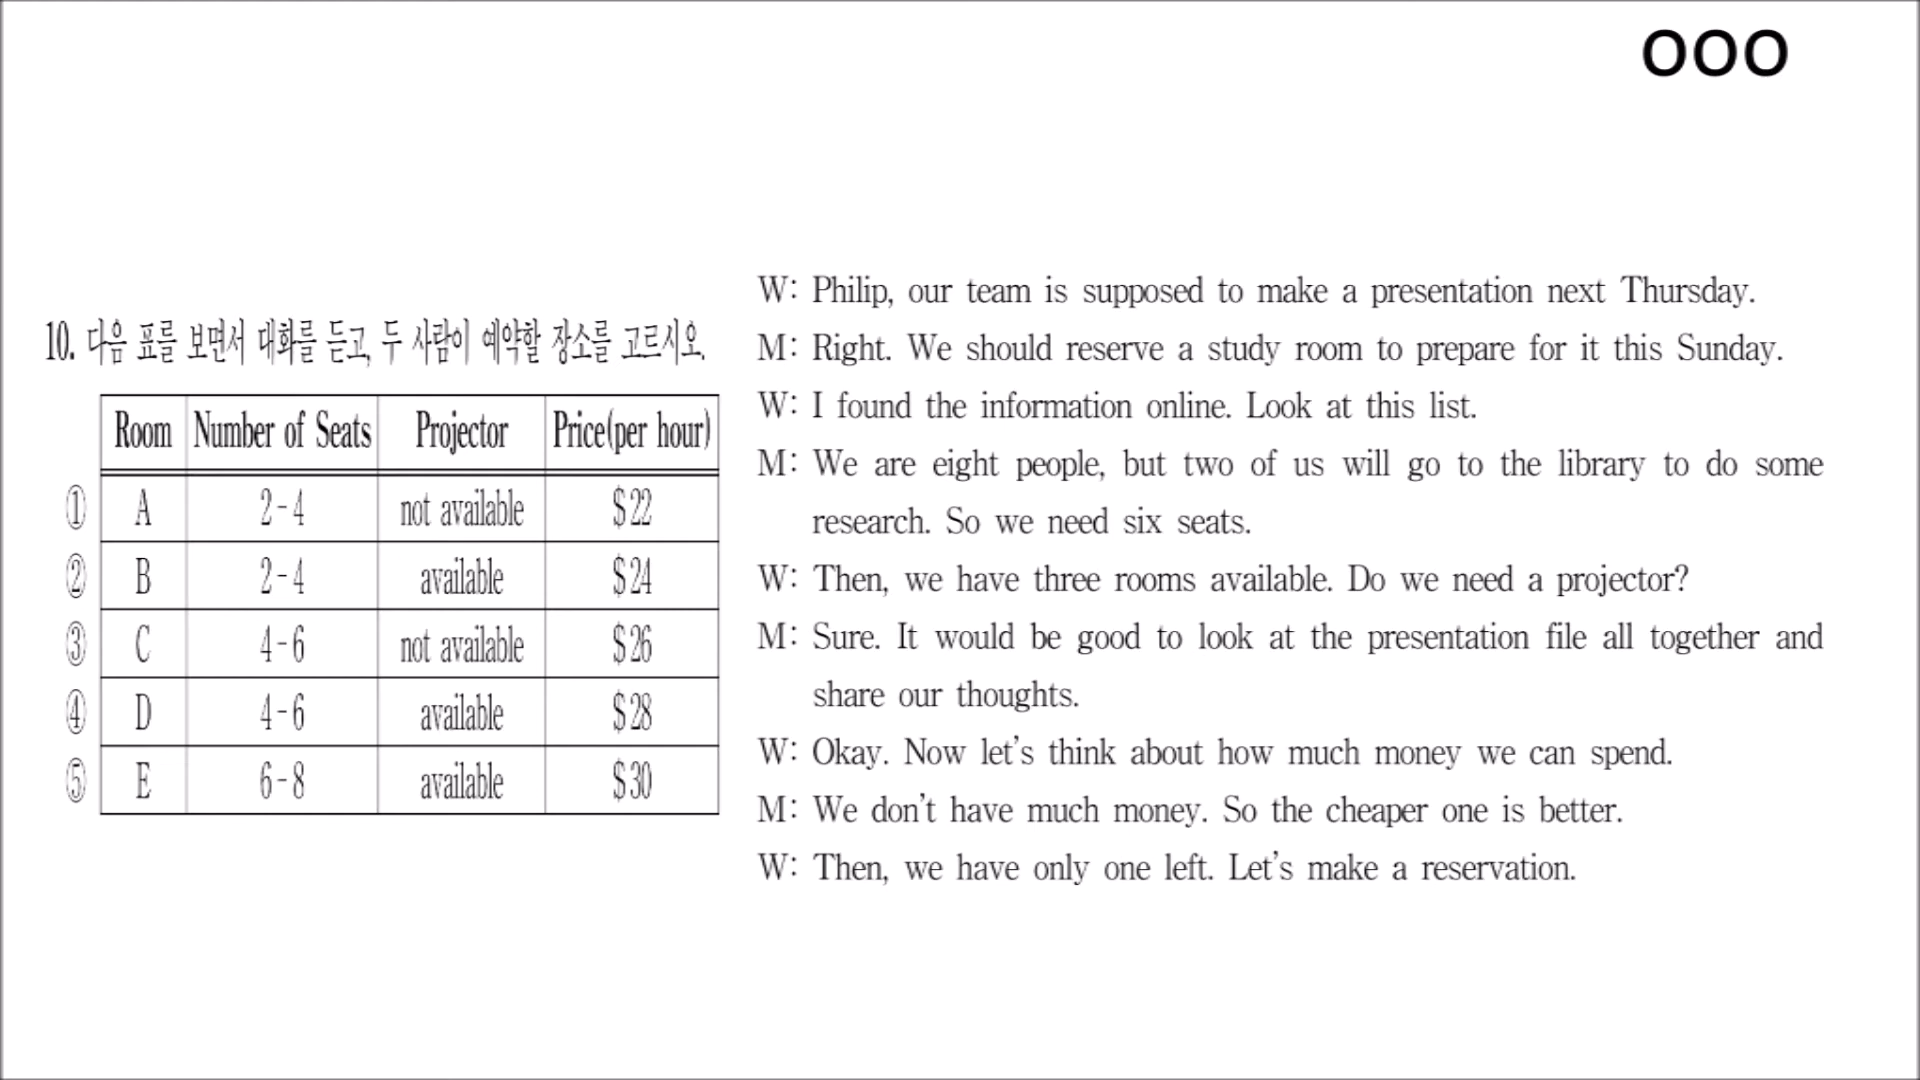 OOO
10. 다음 표를 보면서 대화를 듣고, 두 사람이 예약할 장소를 고르시오.
Room Number of Seats Projector Price(per hour)
① A 2-4 not available $22
② B 2-4 available $24
③ C 4-6 not available $26
④ D 4-6 available $28
⑤ E 6-8 available $30
W: Philip, our team is supposed to make a presentation next Thursday.
M: Right. We should reserve a study room to prepare for it this Sunday.
W: I found the information online. Look at this list.
M: We are eight people, but two of us will go to the library to do some
research. So we need six seats.
W: Then, we have three rooms available. Do we need a projector?
M: Sure. It would be good to look at the presentation file all together and
share our thoughts.
W: Okay. Now let's think about how much money we can spend.
M: We don't have much money. So the cheaper one is better.
W: Then, we have only one left. Let's make a reservation.